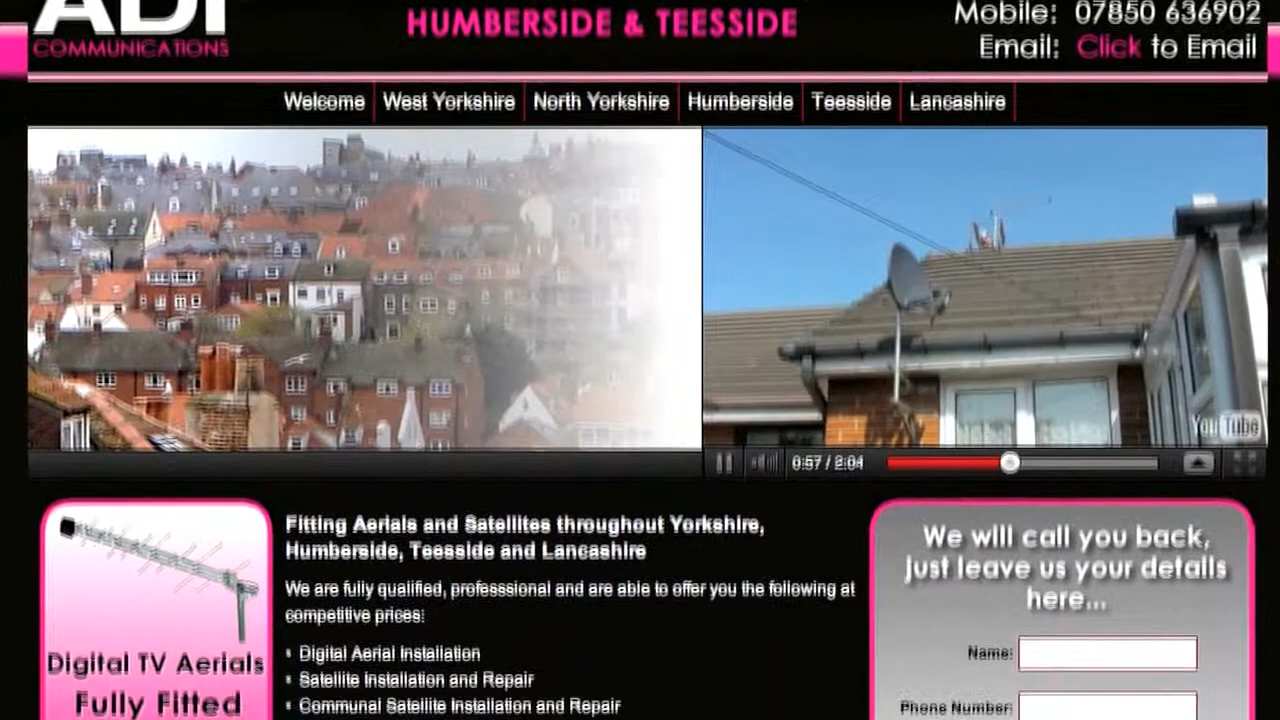 ADI
COMMUNICATIONS
HUMBERSIDE & TEESSIDE
Mobile: 07850 636902
Email: Click to Email
Welcome
West Yorkshire
North Yorkshire
Humberside
Teesside
Lancashire
You Tube
0:57 / 2:04
Fitting Aerials and Satellites throughout Yorkshire,
Humberside, Teesside and Lancashire
We are fully qualified, professsional and are able to offer you the following at
competitive prices:
Digital Aerial Installation
Satellite Installation and Repair
Communal Satellite Installation and Repair
Digital TV Aerials
Fully Fitted
We will call you back,
just leave us your details
here...
Name:
Phone Number: